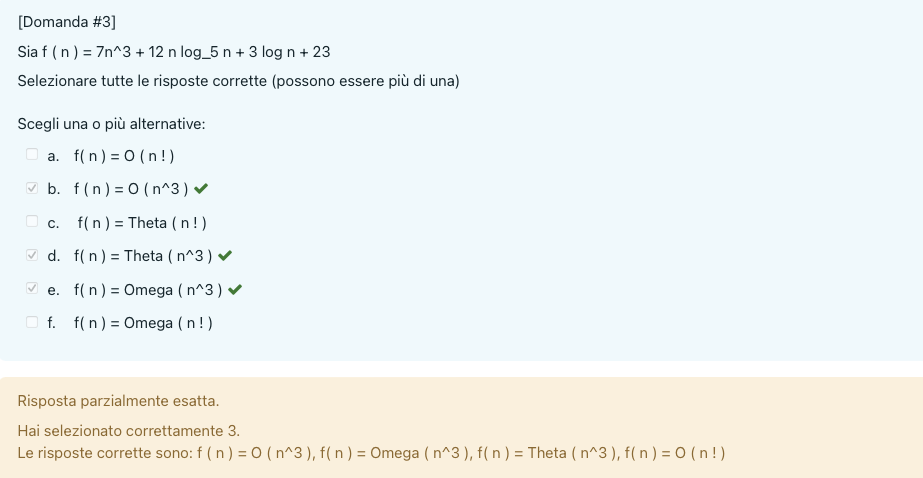 [Domanda #3]
Sia f ( n ) = 7n^3 + 12 n log_5 n + 3 log n + 23
Selezionare tutte le risposte corrette (possono essere più di una)
Scegli una o più alternative:
a. f( n ) = O ( n ! )
b. f ( n ) = O ( n^3 )
c. f( n ) = Theta ( n ! )
d. f( n ) = Theta ( n^3 )
e. f( n ) = Omega ( n^3 )
f. f( n ) = Omega ( n ! )
Risposta parzialmente esatta.
Hai selezionato correttamente 3.
Le risposte corrette sono: f ( n ) = O ( n^3 ), f( n ) = Omega ( n^3 ), f( n ) = Theta ( n^3 ), f( n ) = O ( n ! )